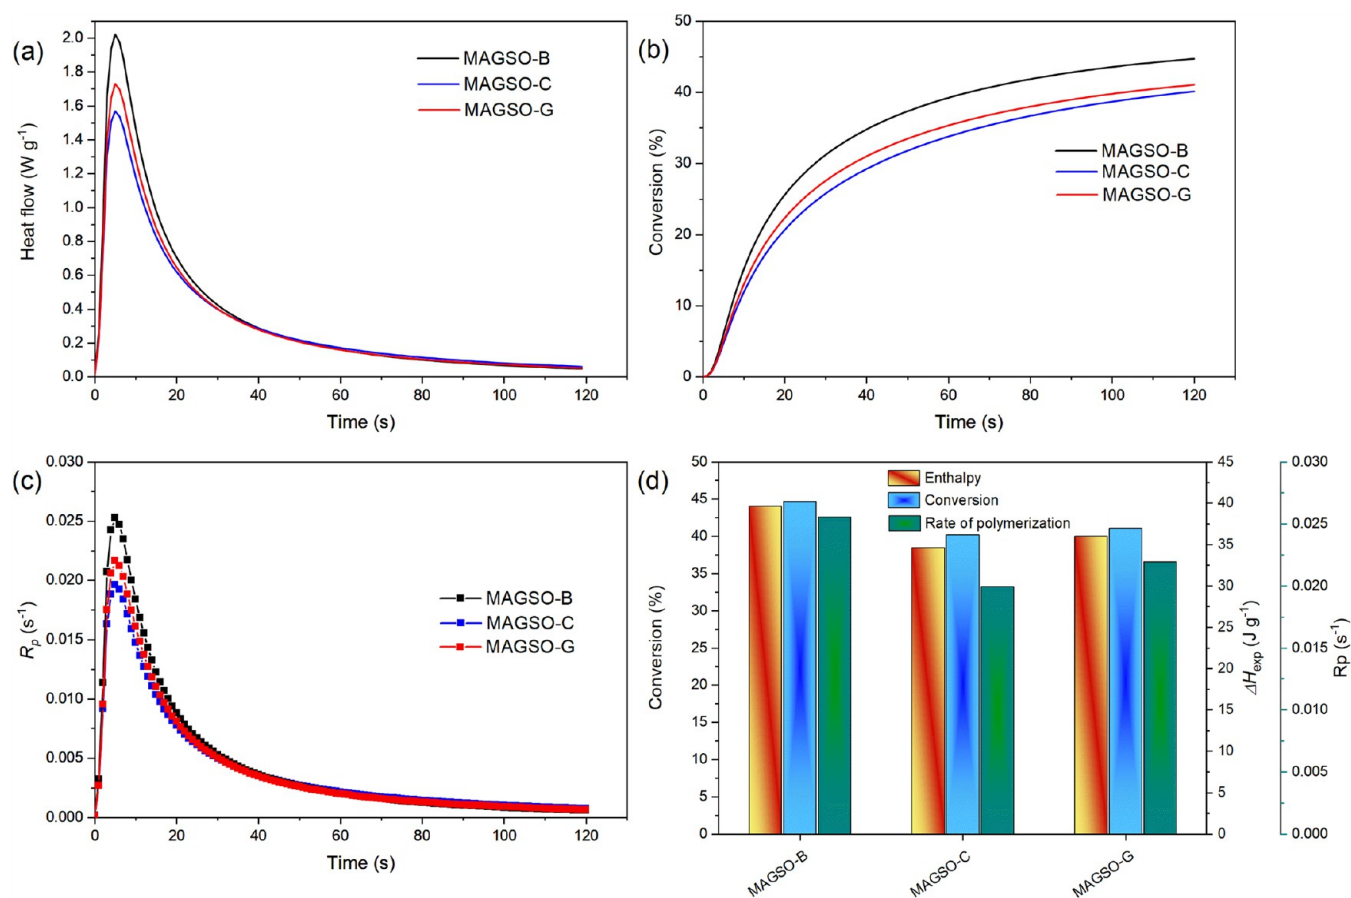 (a)
Heat flow (W g⁻¹)
2.0
1.8
1.6
1.4
1.2
1.0
0.8
0.6
0.4
0.2
0.0
0
20
40
60
80
100
120
Time (s)
MAGSO-B
MAGSO-C
MAGSO-G
(b)
Conversion (%)
50
40
30
20
10
0
0
20
40
60
80
100
120
Time (s)
MAGSO-B
MAGSO-C
MAGSO-G
(c)
Rp (s⁻¹)
0.030
0.025
0.020
0.015
0.010
0.005
0.000
0
20
40
60
80
100
120
Time (s)
MAGSO-B
MAGSO-C
MAGSO-G
(d)
Conversion (%)
50
45
40
35
30
25
20
15
10
5
0
Enthalpy
Conversion
Rate of polymerization
MAGSO-B
MAGSO-C
MAGSO-G
45
40
35
30
25
20
15
10
5
0
ΔHexp (J g⁻¹)
0.030
0.025
0.020
0.015
0.010
0.005
0.000
Rp (s⁻¹)